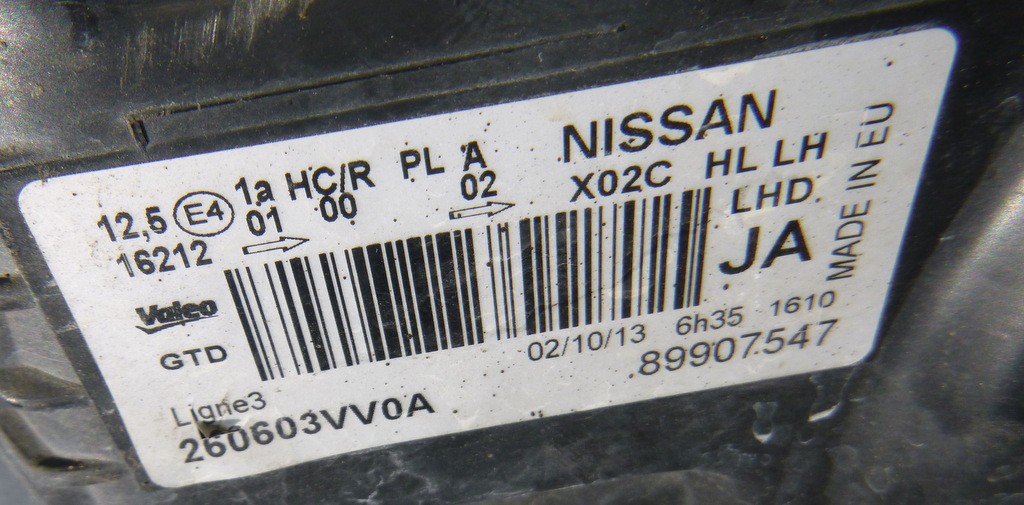 12,5 E4 1a HC/R PL A
01 00 02
16212
NISSAN
X02C HL LH
LHD
JA
MADE IN EU
Valeo
GTD
02/10/13 6h35 1610
89907547
Ligne3
260603VV0A